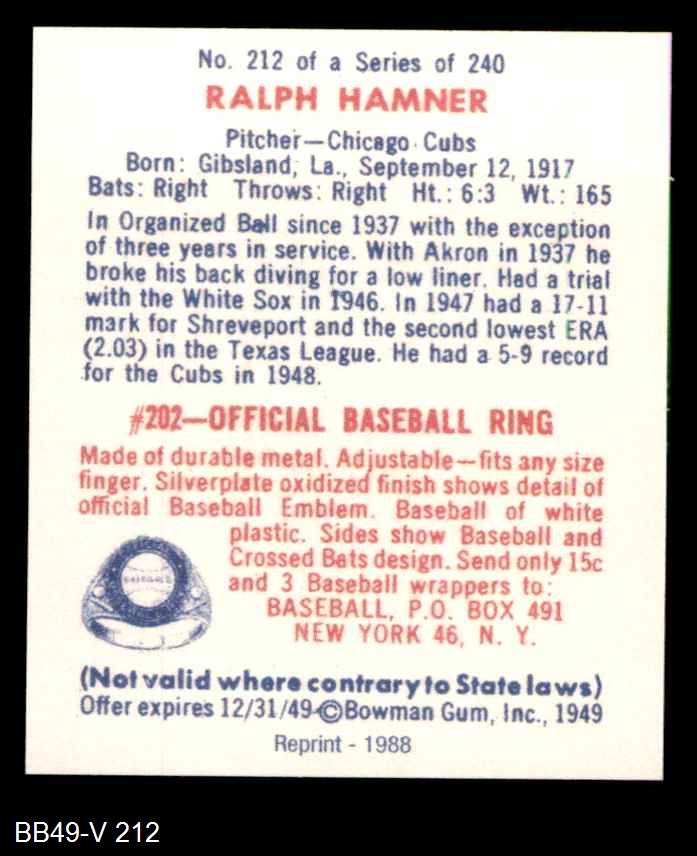 No. 212 of a Series of 240
RALPH HAMNER
Pitcher—Chicago Cubs
Born: Gibsland, La., September 12, 1917
Bats: Right Throws: Right Ht.: 6:3 Wt.: 165
In Organized Ball since 1937 with the exception
of three years in service. With Akron in 1937 he
broke his back diving for a low liner. Had a trial
with the White Sox in 1946. In 1947 had a 17-11
mark for Shreveport and the second lowest ERA
(2.03) in the Texas League. He had a 5-9 record
for the Cubs in 1948.
#202—OFFICIAL BASEBALL RING
Made of durable metal. Adjustable—fits any size
finger. Silverplate oxidized finish shows detail of
official Baseball Emblem. Baseball of white
plastic. Sides show Baseball and
Crossed Bats design. Send only 15c
and 3 Baseball wrappers to:
BASEBALL, P.O. BOX 491
NEW YORK 46, N. Y.
(Not valid where contrary to State laws)
Offer expires 12/31/49-©Bowman Gum, Inc., 1949
Reprint - 1988
BB49-V 212